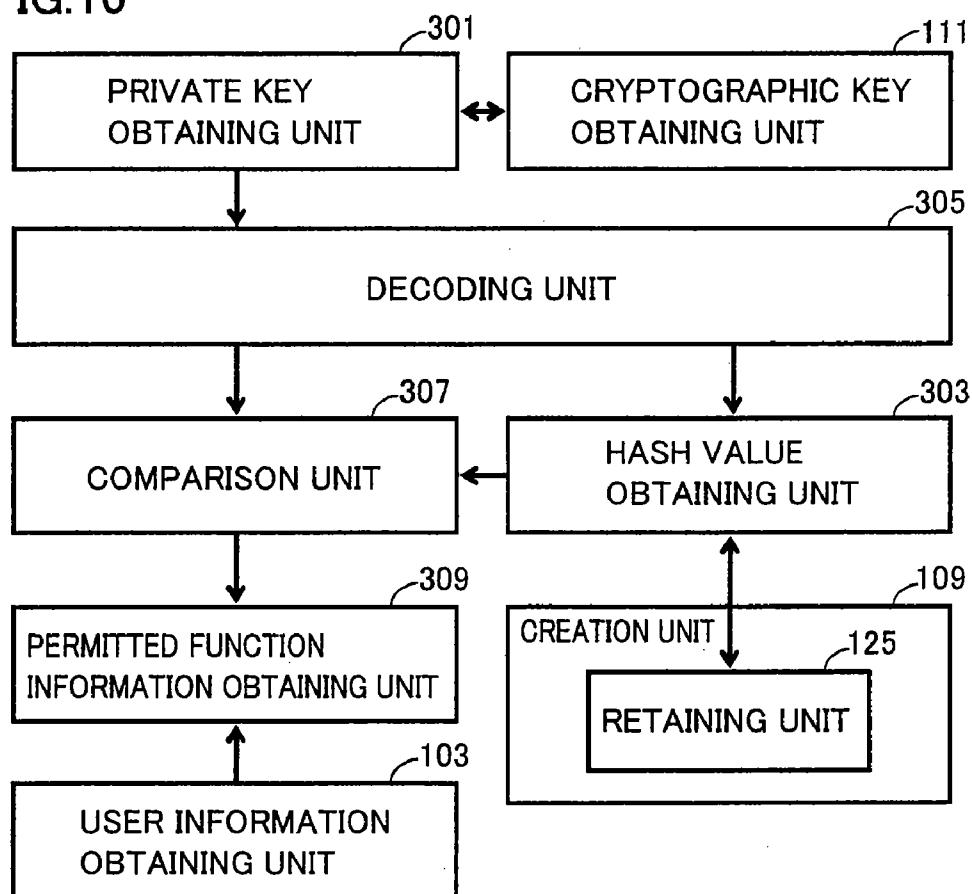 IG.10
301
111
PRIVATE KEY
OBTAINING UNIT
CRYPTOGRAPHIC KEY
OBTAINING UNIT
305
DECODING UNIT
307
303
COMPARISON UNIT
HASH VALUE
OBTAINING UNIT
309
109
PERMITTED FUNCTION
INFORMATION OBTAINING UNIT
CREATION UNIT
125
RETAINING UNIT
103
USER INFORMATION
OBTAINING UNIT